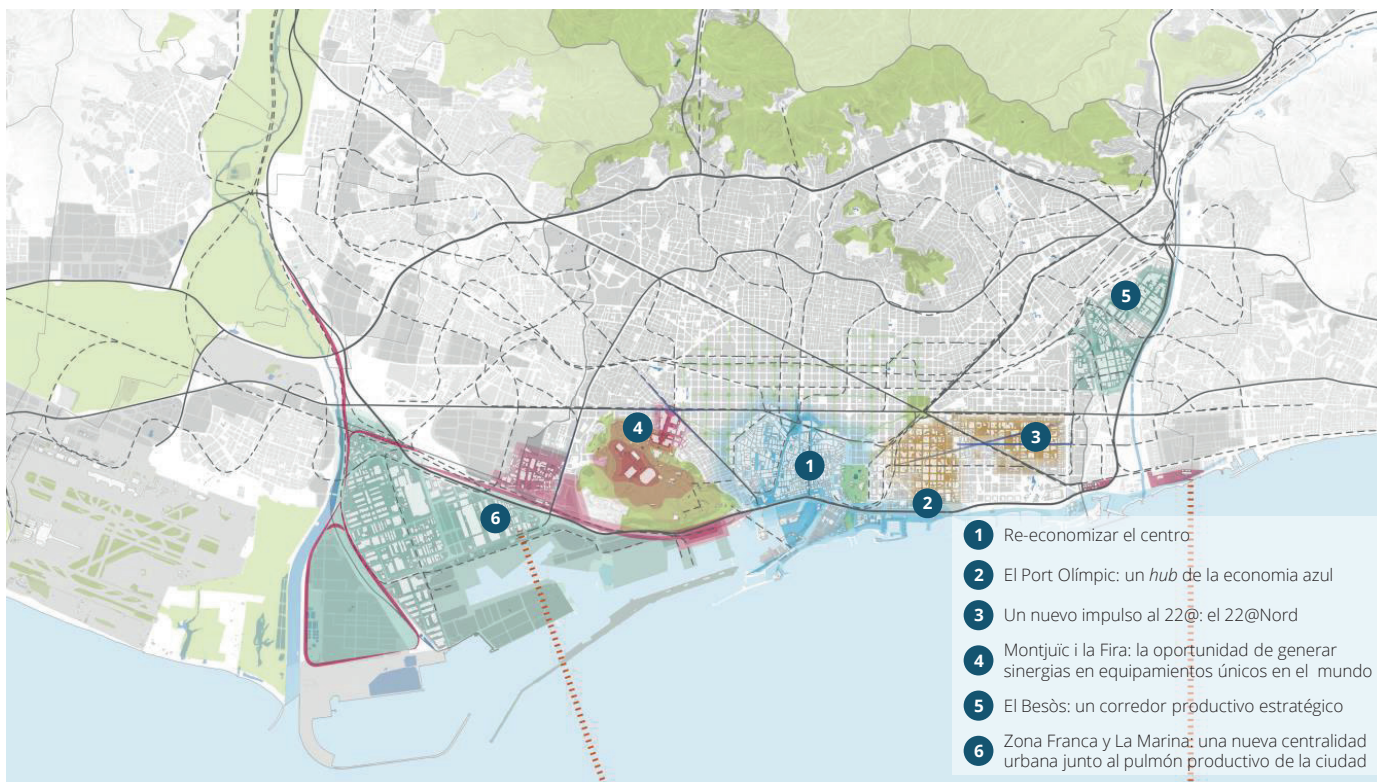 5
4
3
1
6
2
1 Re-economizar el centro
2 El Port Olímpic: un hub de la economia azul
3 Un nuevo impulso al 22@: el 22@Nord
4 Montjuïc i la Fira: la oportunidad de generar
sinergias en equipamientos únicos en el mundo
5 El Besòs: un corredor productivo estratégico
6 Zona Franca y La Marina: una nueva centralidad
urbana junto al pulmón productivo de la ciudad